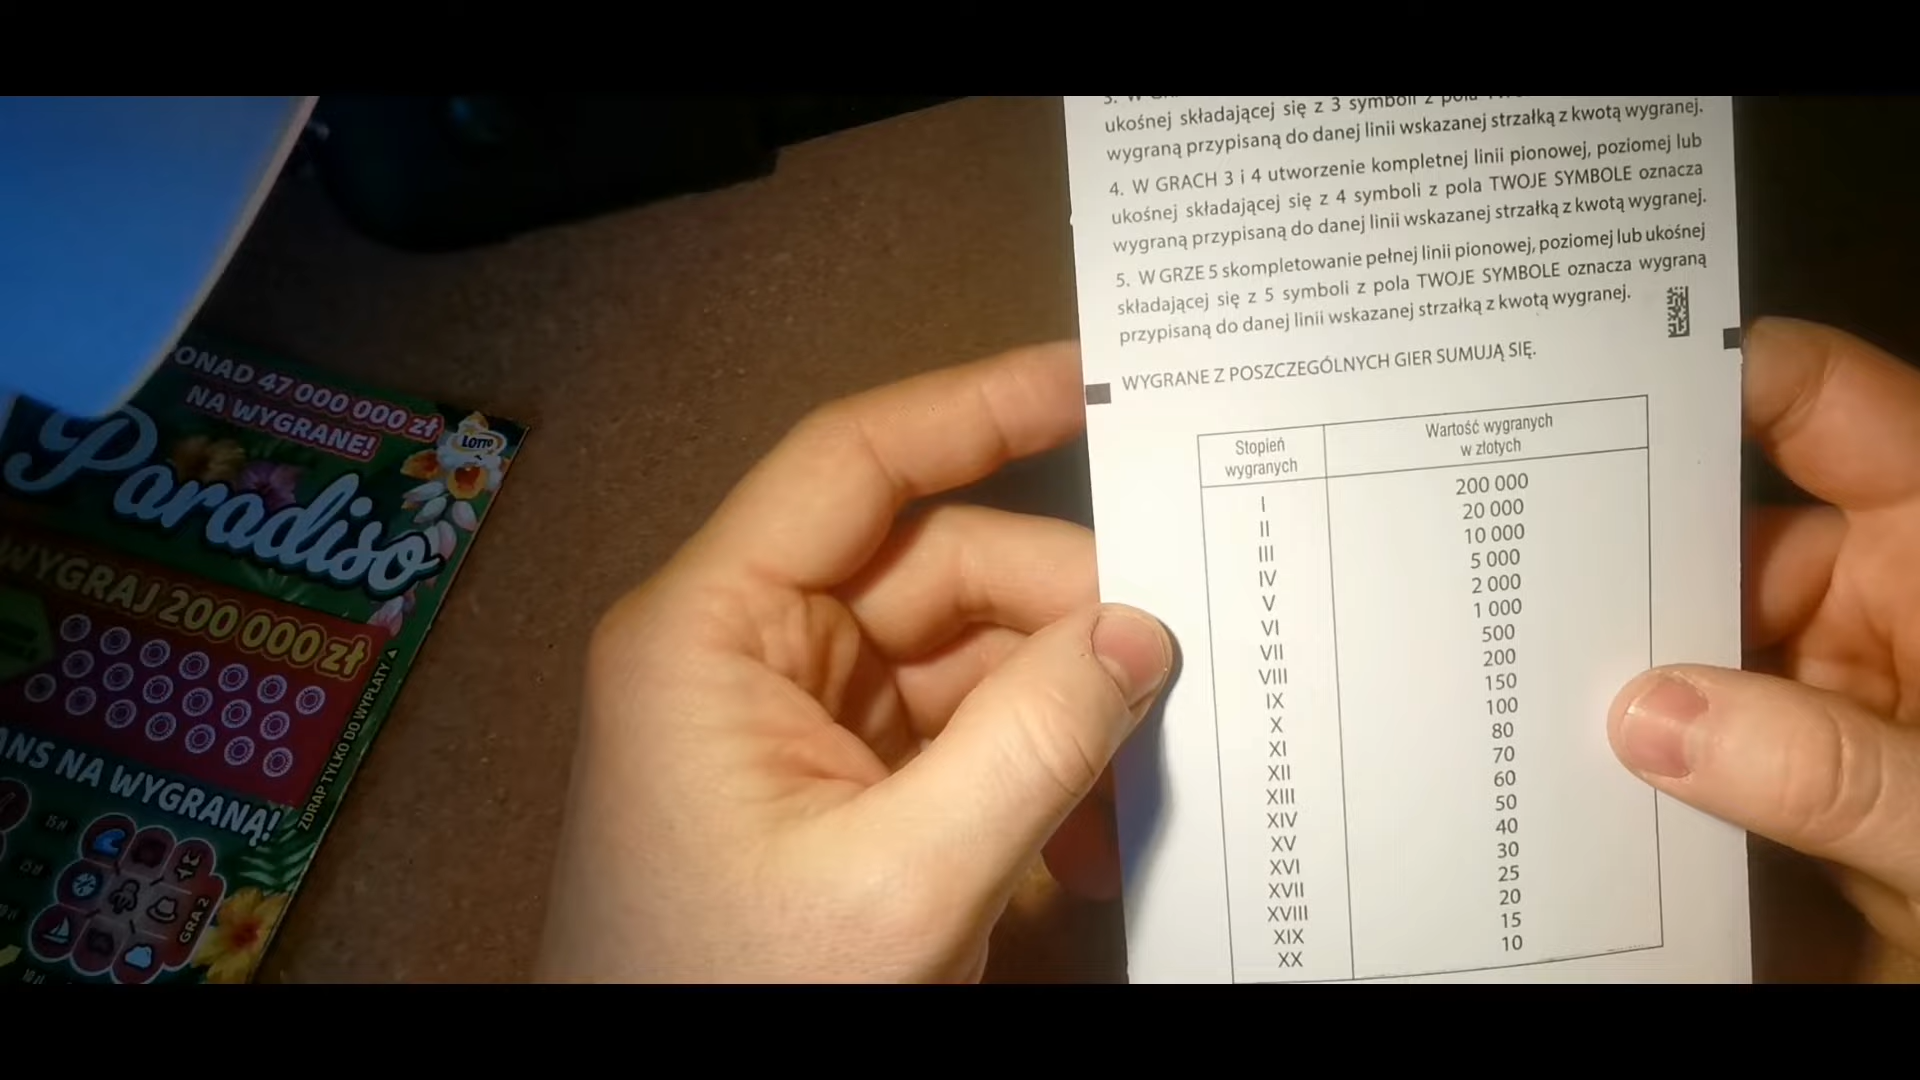 ukośnej składającej się z 3 symboli z pola
wygraną przypisaną do danej linii wskazanej strzałką z kwotą wygranej.
4. W GRACH 3 i 4 utworzenie kompletnej linii pionowej, poziomej lub
ukośnej składającej się z 4 symboli z pola TWOJE SYMBOLE oznacza
wygraną przypisaną do danej linii wskazanej strzałką z kwotą wygranej.
5. W GRZE 5 skompletowanie pełnej linii pionowej, poziomej lub ukośnej
składającej się z 5 symboli z pola TWOJE SYMBOLE oznacza wygraną
przypisaną do danej linii wskazanej strzałką z kwotą wygranej.
WYGRANE Z POSZCZEGÓLNYCH GIER SUMUJĄ SIĘ.
Stopień wygranych Wartość wygranych w złotych
I 200 000
II 20 000
III 10 000
IV 5 000
V 2 000
VI 1 000
VII 500
VIII 200
IX 150
X 100
XI 80
XII 70
XIII 60
XIV 50
XV 40
XVI 30
XVII 25
XVIII 20
XIX 15
XX 10
ONAD 47 000 000 zł
NA WYGRANE!
LOTTO
Paradiso
WYGRAJ 200 000 zł
ZDRAP TYLKO DO WYPŁATY
ANS NA WYGRANĄ!
15 zł
GRA 2
10 zł